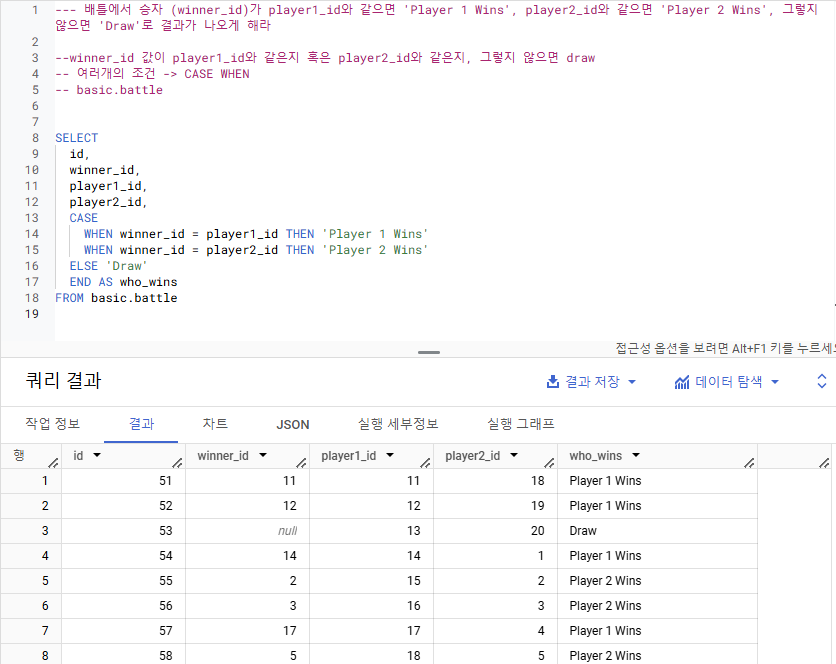 1 --- 배틀에서 승자 (winner_id)가 player1_id와 같으면 'Player 1 Wins', player2_id와 같으면 'Player 2 Wins', 그렇지
않으면 'Draw'로 결과가 나오게 해라
2
3 --winner_id 값이 player1_id와 같은지 혹은 player2_id와 같은지, 그렇지 않으면 draw
4 -- 여러개의 조건 -> CASE WHEN
5 -- basic.battle
6
7
8 SELECT
9 id,
10 winner_id,
11 player1_id,
12 player2_id,
13 CASE
14 WHEN winner_id = player1_id THEN 'Player 1 Wins'
15 WHEN winner_id = player2_id THEN 'Player 2 Wins'
16 ELSE 'Draw'
17 END AS who_wins
18 FROM basic.battle
19
접근성 옵션을 보려면 Alt+F1 키를 누르세요
쿼리 결과 결과 저장 데이터 탐색
작업 정보 결과 차트 JSON 실행 세부정보 실행 그래프
행 id winner_id player1_id player2_id who_wins
1 51 11 11 18 Player 1 Wins
2 52 12 12 19 Player 1 Wins
3 53 null 13 20 Draw
4 54 14 14 1 Player 1 Wins
5 55 2 15 2 Player 2 Wins
6 56 3 16 3 Player 2 Wins
7 57 17 17 4 Player 1 Wins
8 58 5 18 5 Player 2 Wins